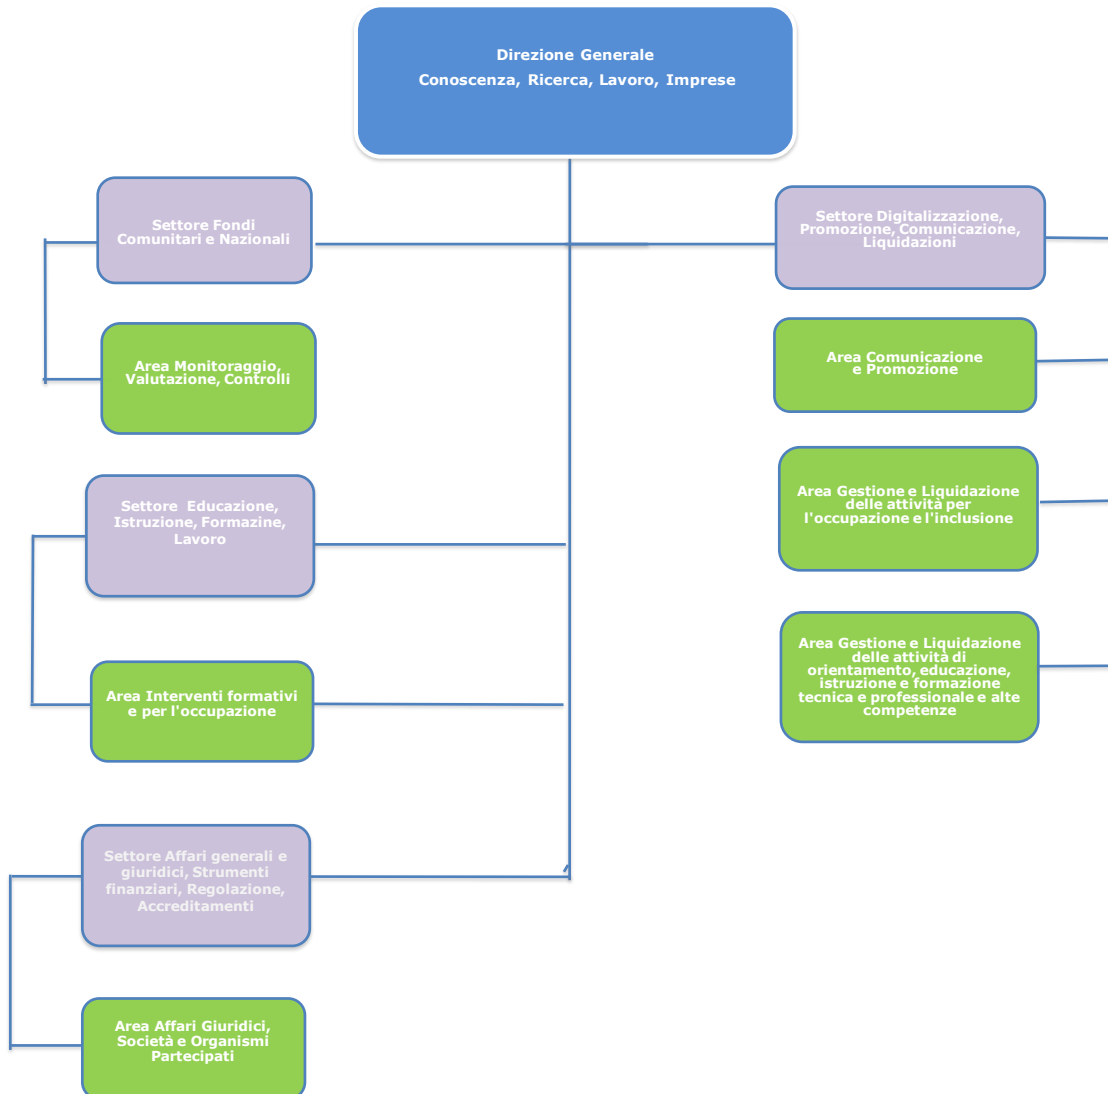 Direzione Generale
Conoscenza, Ricerca, Lavoro, Imprese
Settore Fondi
Comunitari e Nazionali
Settore Digitalizzazione,
Promozione, Comunicazione,
Liquidazioni
Area Monitoraggio,
Valutazione, Controlli
Area Comunicazione
e Promozione
Settore Educazione,
Istruzione, Formazine,
Lavoro
Area Gestione e Liquidazione
delle attività per
l'occupazione e l'inclusione
Area Interventi formativi
e per l'occupazione
Area Gestione e Liquidazione
delle attività di
orientamento, educazione,
istruzione e formazione
tecnica e professionale e alte
competenze
Settore Affari generali e
giuridici, Strumenti
finanziari, Regolazione,
Accreditamenti
Area Affari Giuridici,
Società e Organismi
Partecipati